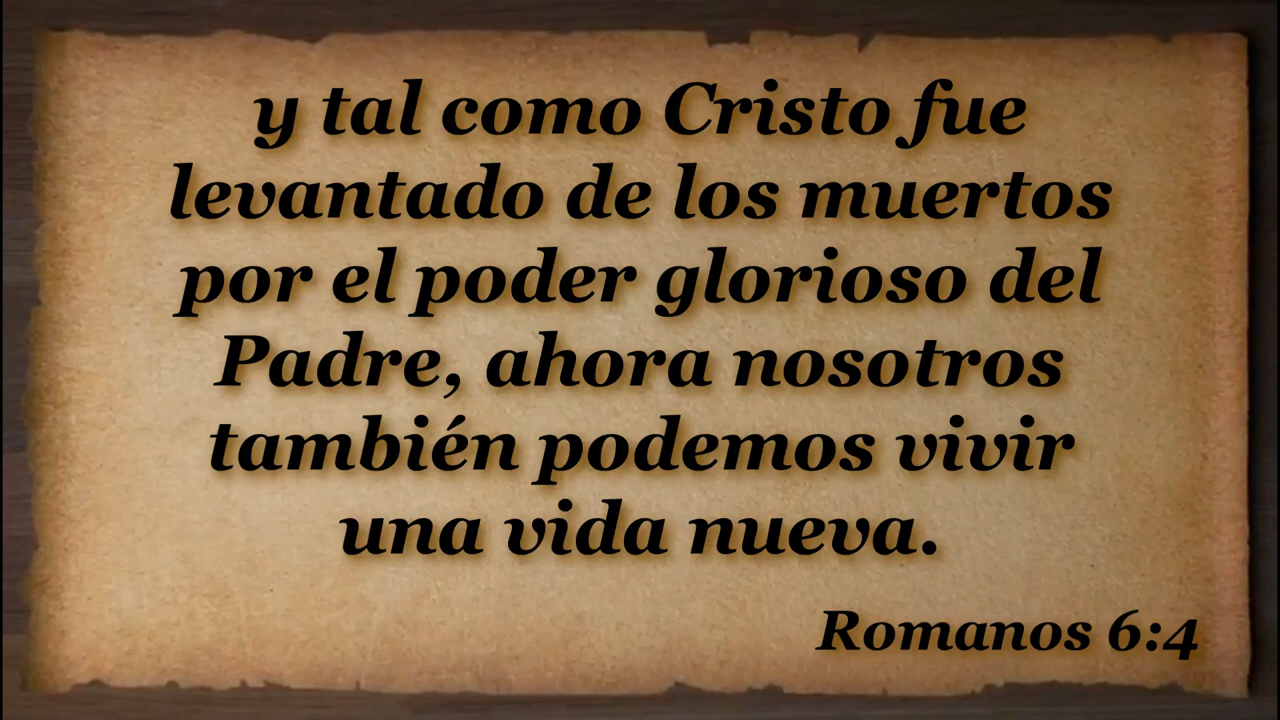 y tal como Cristo fue
levantado de los muertos
por el poder glorioso del
Padre, ahora nosotros
también podemos vivir
una vida nueva.
Romanos 6:4